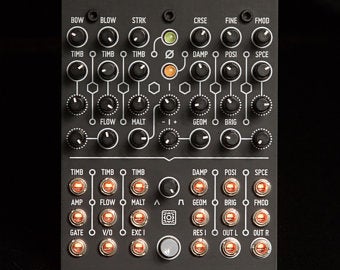 BOW BLOW STRK CRSE FINE FMOD
TIMB TIMB TIMB DAMP POSI SPCE
FLOW MALT - I + GEOM BRIG
TIMB TIMB TIMB DAMP POSI SPCE
AMP FLOW MALT GEOM BRIG FMOD
GATE V/O EXC I RES I OUT L OUT R